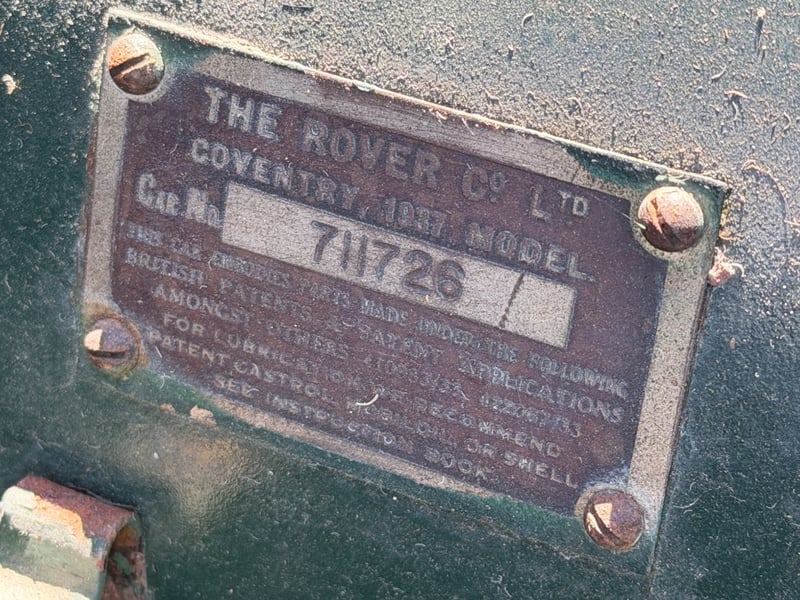 THE ROVER Cº LTD
COVENTRY, 1937, MODEL.
CAR No 711726
THIS CAR EMBODIES PARTS MADE UNDER THE FOLLOWING
BRITISH PATENTS & PATENT APPLICATIONS
AMONGST OTHERS
FOR LUBRICATION WE RECOMMEND
PATENT CASTROL, MOBILOIL, OR SHELL
SEE INSTRUCTION BOOK